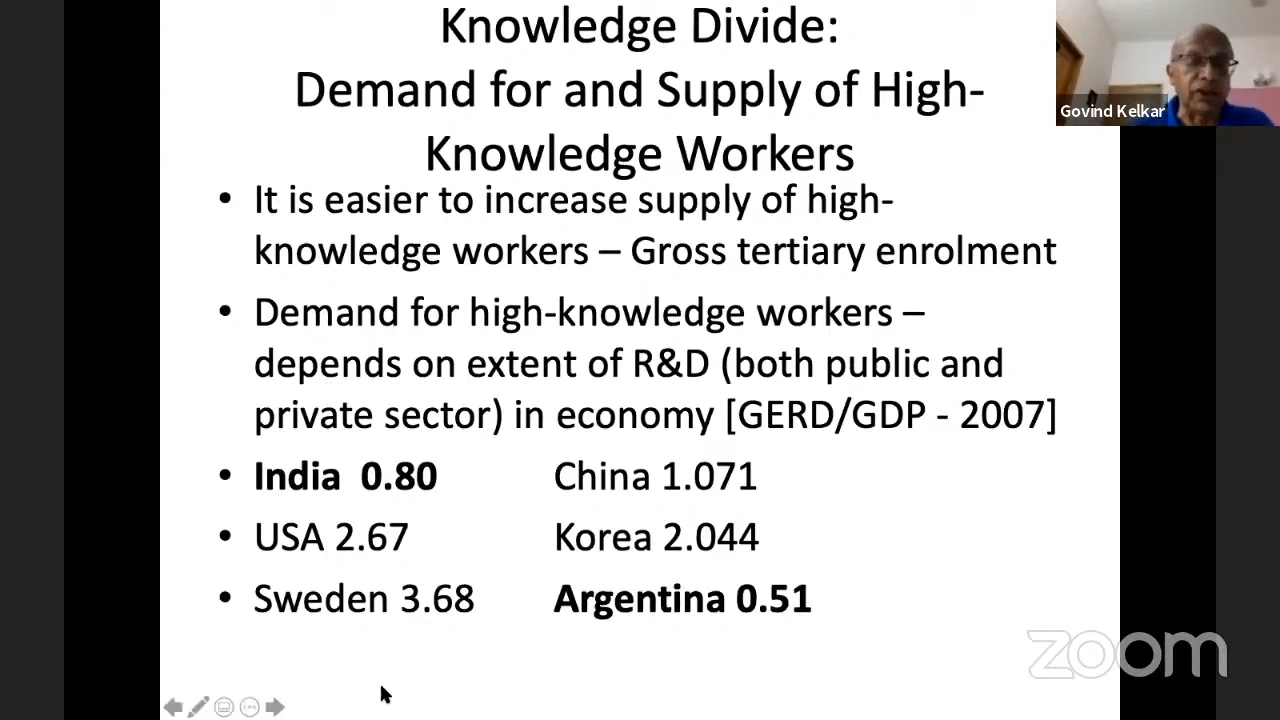 Knowledge Divide:
Demand for and Supply of High-
Knowledge Workers
Govind Kelkar
• It is easier to increase supply of high-
knowledge workers – Gross tertiary enrolment
• Demand for high-knowledge workers –
depends on extent of R&D (both public and
private sector) in economy [GERD/GDP - 2007]
• India 0.80 China 1.071
• USA 2.67 Korea 2.044
• Sweden 3.68 Argentina 0.51
zoom